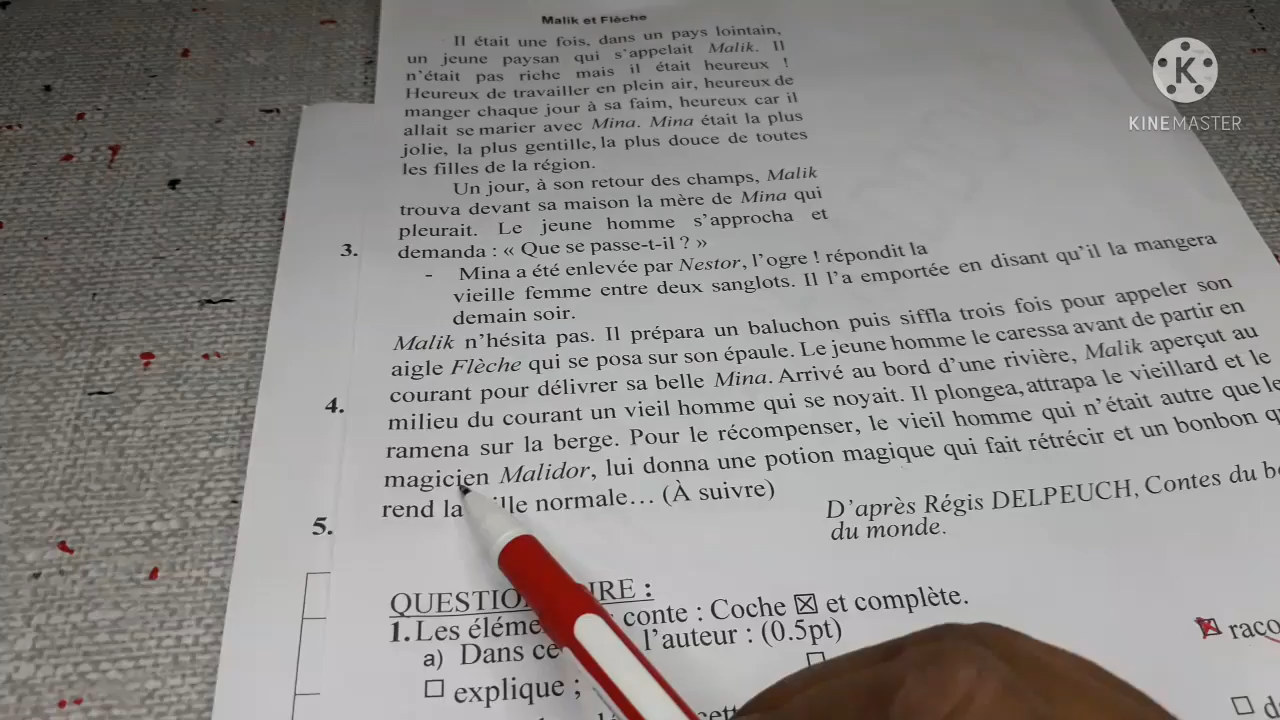 Malik et Flèche
Il était une fois, dans un pays lointain,
un jeune paysan qui s'appelait Malik. Il
n'était pas riche mais il était heureux !
Heureux de travailler en plein air, heureux de
manger chaque jour à sa faim, heureux car il
allait se marier avec Mina. Mina était la plus
jolie, la plus gentille, la plus douce de toutes
les filles de la région.
Un jour, à son retour des champs, Malik
trouva devant sa maison la mère de Mina qui
pleurait. Le jeune homme s'approcha et
3. demanda : « Que se passe-t-il ? »
- Mina a été enlevée par Nestor, l'ogre ! répondit la
vieille femme entre deux sanglots. Il l'a emportée en disant qu'il la mangera
demain soir.
Malik n'hésita pas. Il prépara un baluchon puis siffla trois fois pour appeler son
aigle Flèche qui se posa sur son épaule. Le jeune homme le caressa avant de partir en
courant pour délivrer sa belle Mina. Arrivé au bord d'une rivière, Malik aperçut au
4. milieu du courant un vieil homme qui se noyait. Il plongea, attrapa le vieillard et le
ramena sur la berge. Pour le récompenser, le vieil homme qui n'était autre que le
magicien Malidor, lui donna une potion magique qui fait rétrécir et un bonbon
rend la normale… (À suivre)
D'après Régis DELPEUCH, Contes du
du monde.
5.
QUESTIO IRE :
1. Les conte : Coche ☒ et complète.
a) Dans ce l'auteur : (0.5pt)
☐ explique ; ☐ ☒
☐
KINEMASTER